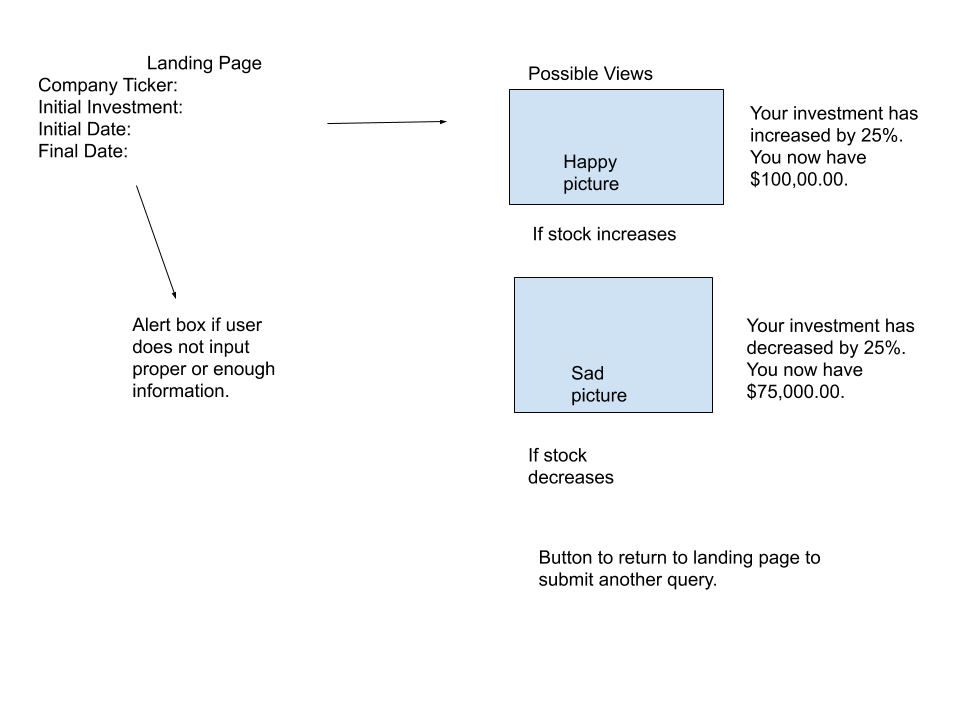 Landing Page
Company Ticker:
Initial Investment:
Initial Date:
Final Date:
Alert box if user
does not input
proper or enough
information.
Possible Views
Happy
picture
Your investment has
increased by 25%.
You now have
$100,00.00.
If stock increases
Sad
picture
Your investment has
decreased by 25%.
You now have
$75,000.00.
If stock
decreases
Button to return to landing page to
submit another query.